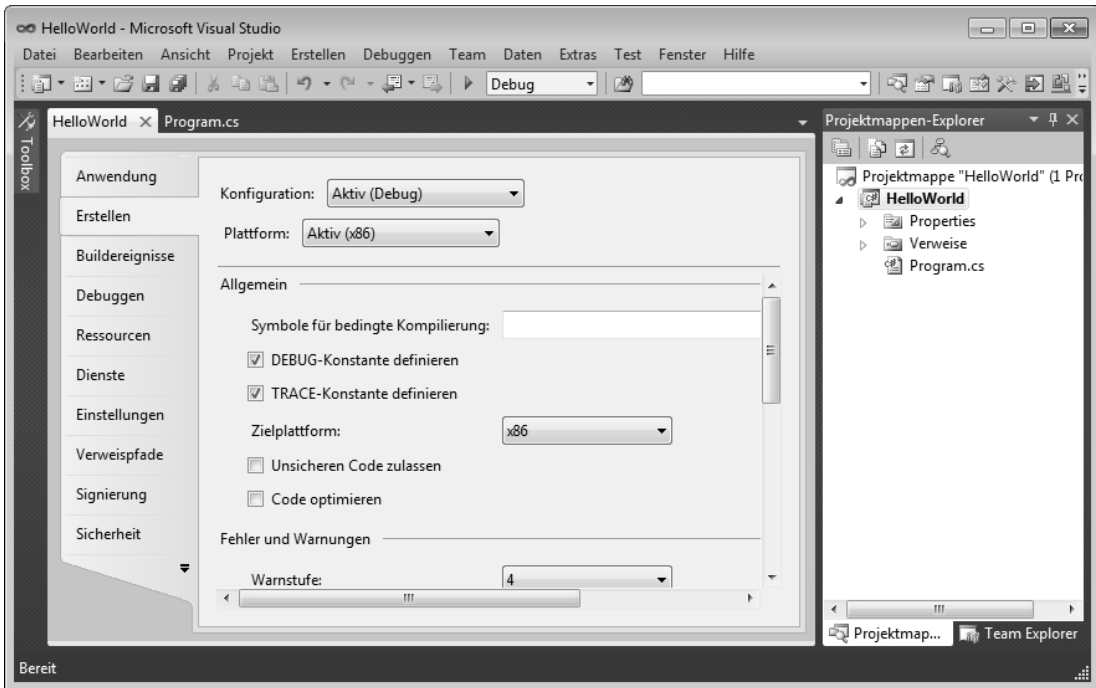 HelloWorld - Microsoft Visual Studio
Datei Bearbeiten Ansicht Projekt Erstellen Debuggen Team Daten Extras Test Fenster Hilfe
Debug
Toolbox
HelloWorld Program.cs
Anwendung
Erstellen
Buildereignisse
Debuggen
Ressourcen
Dienste
Einstellungen
Verweispfade
Signierung
Sicherheit
Konfiguration: Aktiv (Debug)
Plattform: Aktiv (x86)
Allgemein
Symbole für bedingte Kompilierung:
DEBUG-Konstante definieren
TRACE-Konstante definieren
Zielplattform: x86
Unsicheren Code zulassen
Code optimieren
Fehler und Warnungen
Warnstufe: 4
Projektmappen-Explorer
Projektmappe "HelloWorld" (1 Pro
HelloWorld
Properties
Verweise
Program.cs
Projektmap... Team Explorer
Bereit